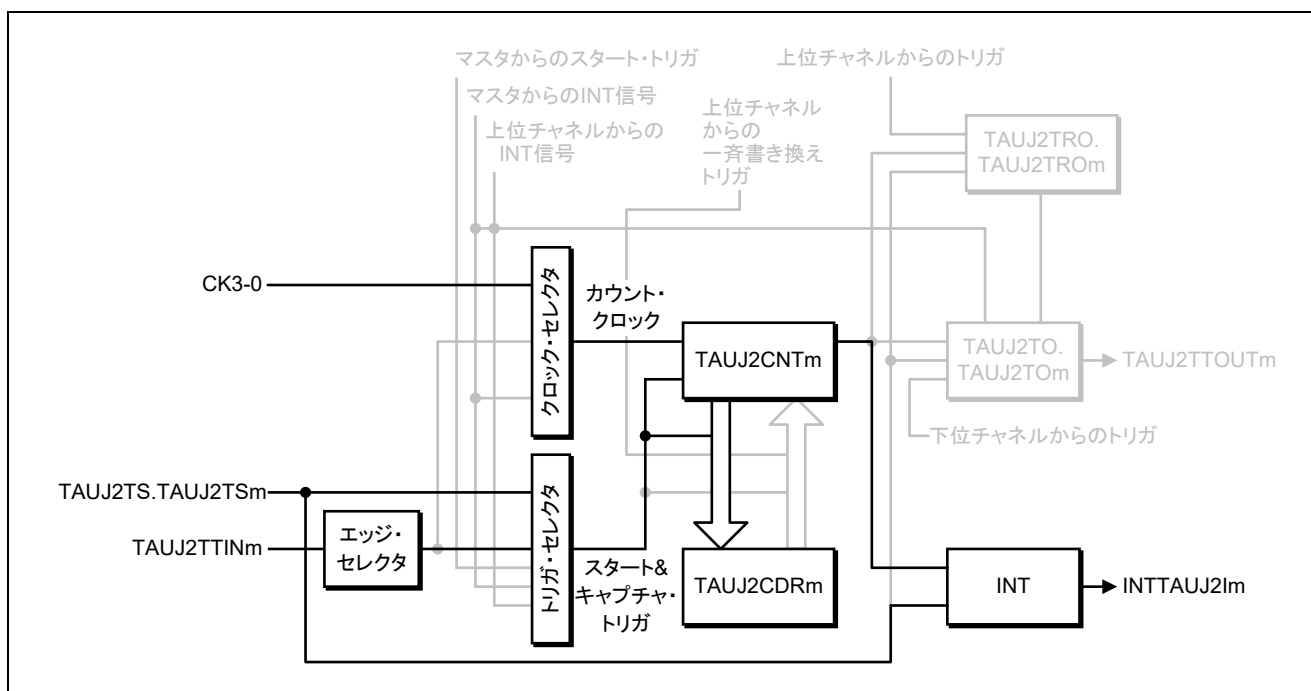 マスタからのスタート・トリガ
マスタからのINT信号
上位チャネルからの
INT信号
上位チャネル
からの
一斉書き換え
トリガ
上位チャネルからのトリガ
TAUJ2TRO.
TAUJ2TROm
CK3-0
クロック・セレクタ
カウント・
クロック
TAUJ2CNTm
TAUJ2TO.
TAUJ2TOm
TAUJ2TTOUTm
下位チャネルからのトリガ
TAUJ2TS.TAUJ2TSm
TAUJ2TTINm
エッジ・
セレクタ
トリガ・セレクタ
スタート&
キャプチャ・
トリガ
TAUJ2CDRm
INT
INTTAUJ2Im